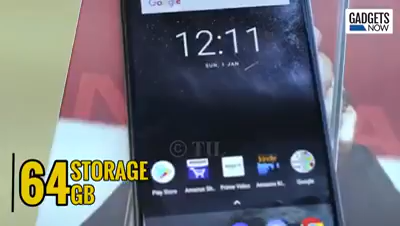 GADGETS
NOW
Google
12:11
SUN, 1 JAN
© TIL
64 STORAGE
GB
Play Store
Amazon Sh...
Prime Video
Amazon Ki...
Google
kindle